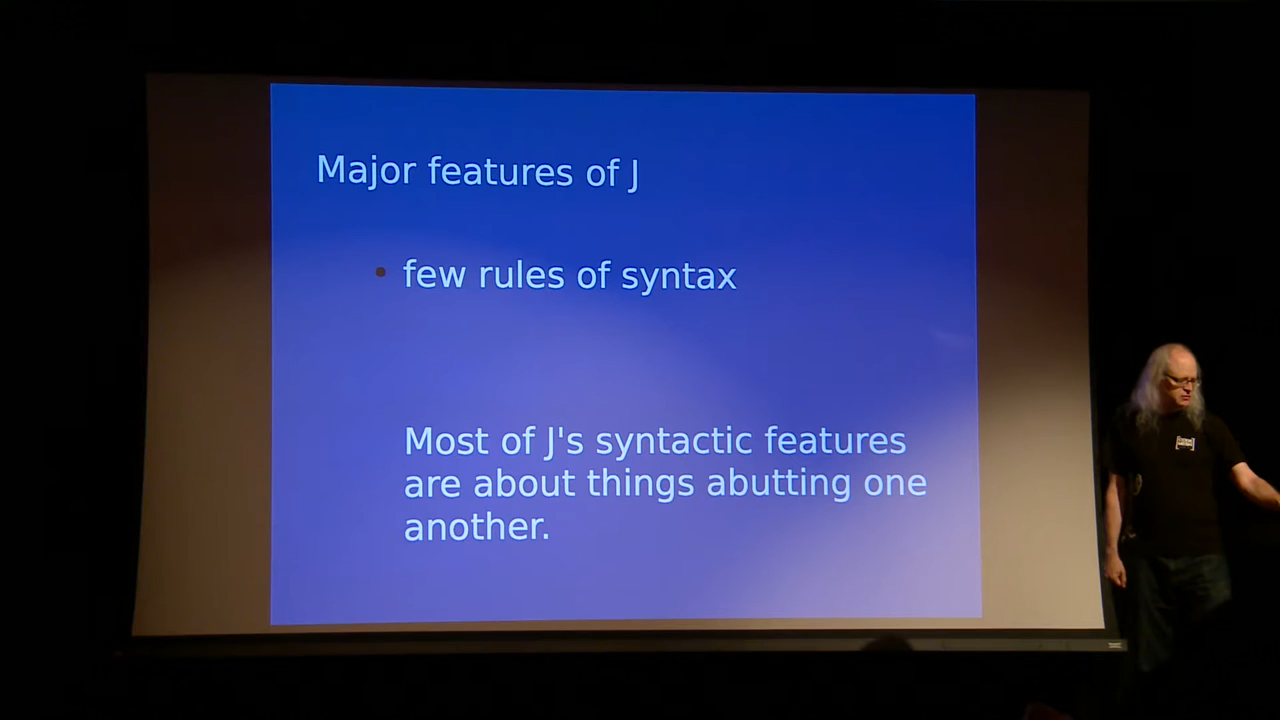 Major features of J
few rules of syntax
Most of J's syntactic features
are about things abutting one
another.